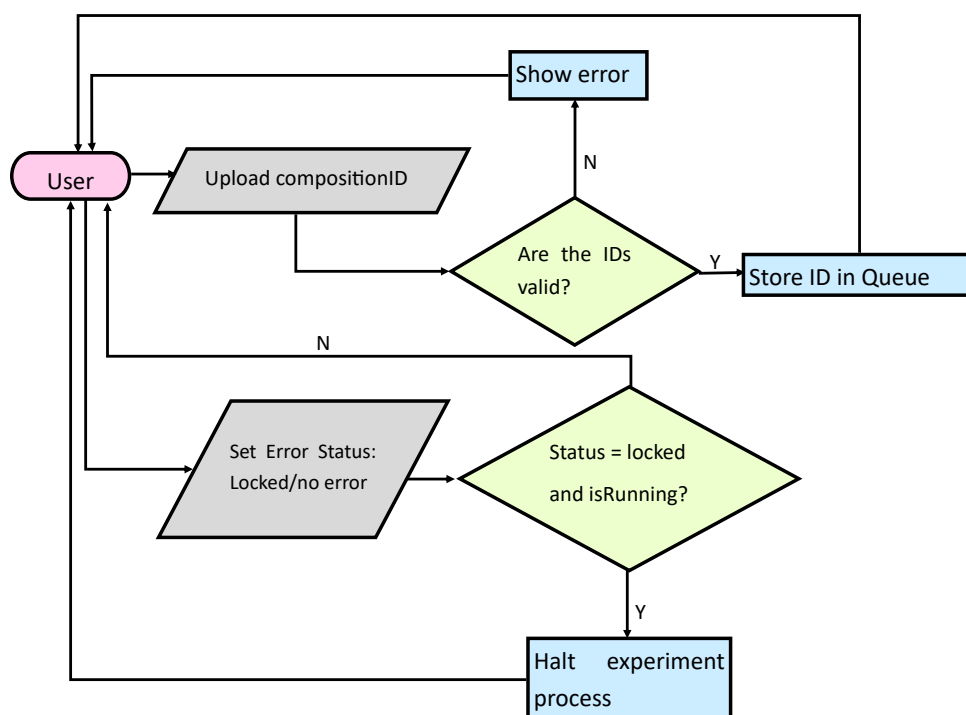 Show error
N
User
Upload compositionID
Are the IDs
valid?
Y
Store ID in Queue
N
Set Error Status:
Locked/no error
Status = locked
and isRunning?
Y
Halt experiment
process